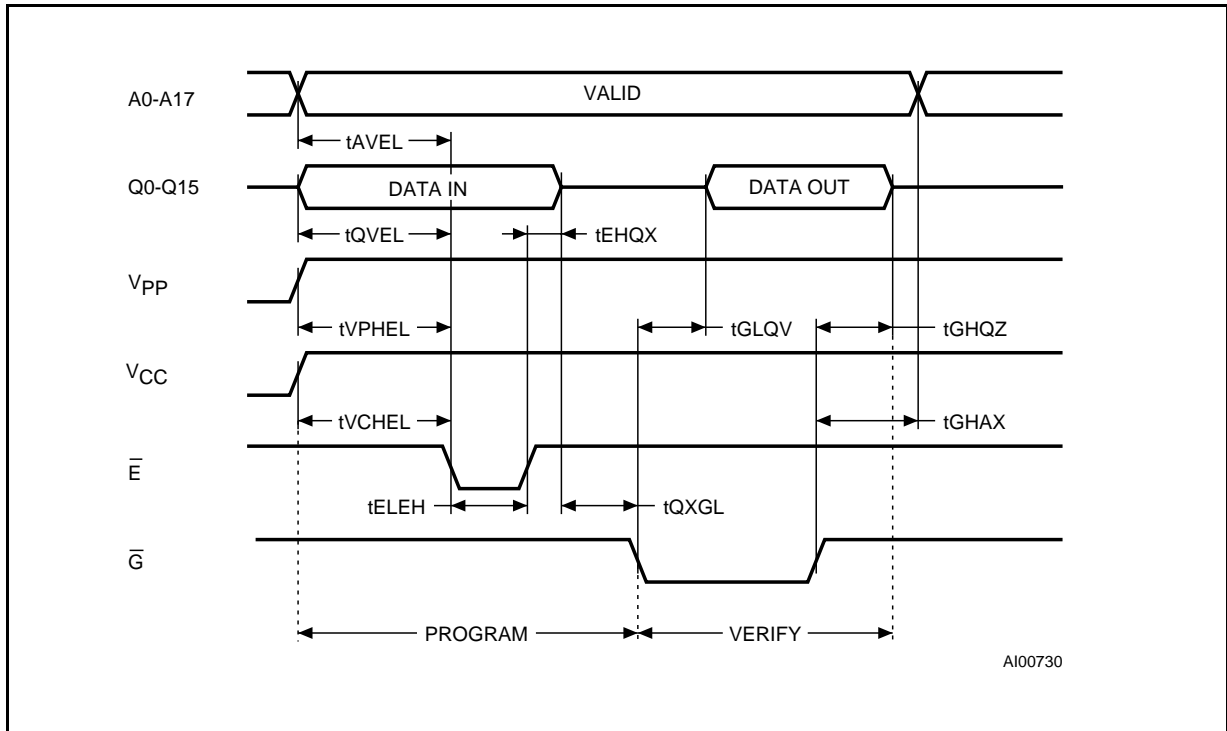 A0-A17
VALID
tAVEL
Q0-Q15
DATA IN
DATA OUT
tQVEL
tEHQX
VPP
tVPHEL
tGLQV
tGHQZ
VCC
tVCHEL
tGHAX
E̅
tELEH
tQXGL
G̅
PROGRAM
VERIFY
AI00730